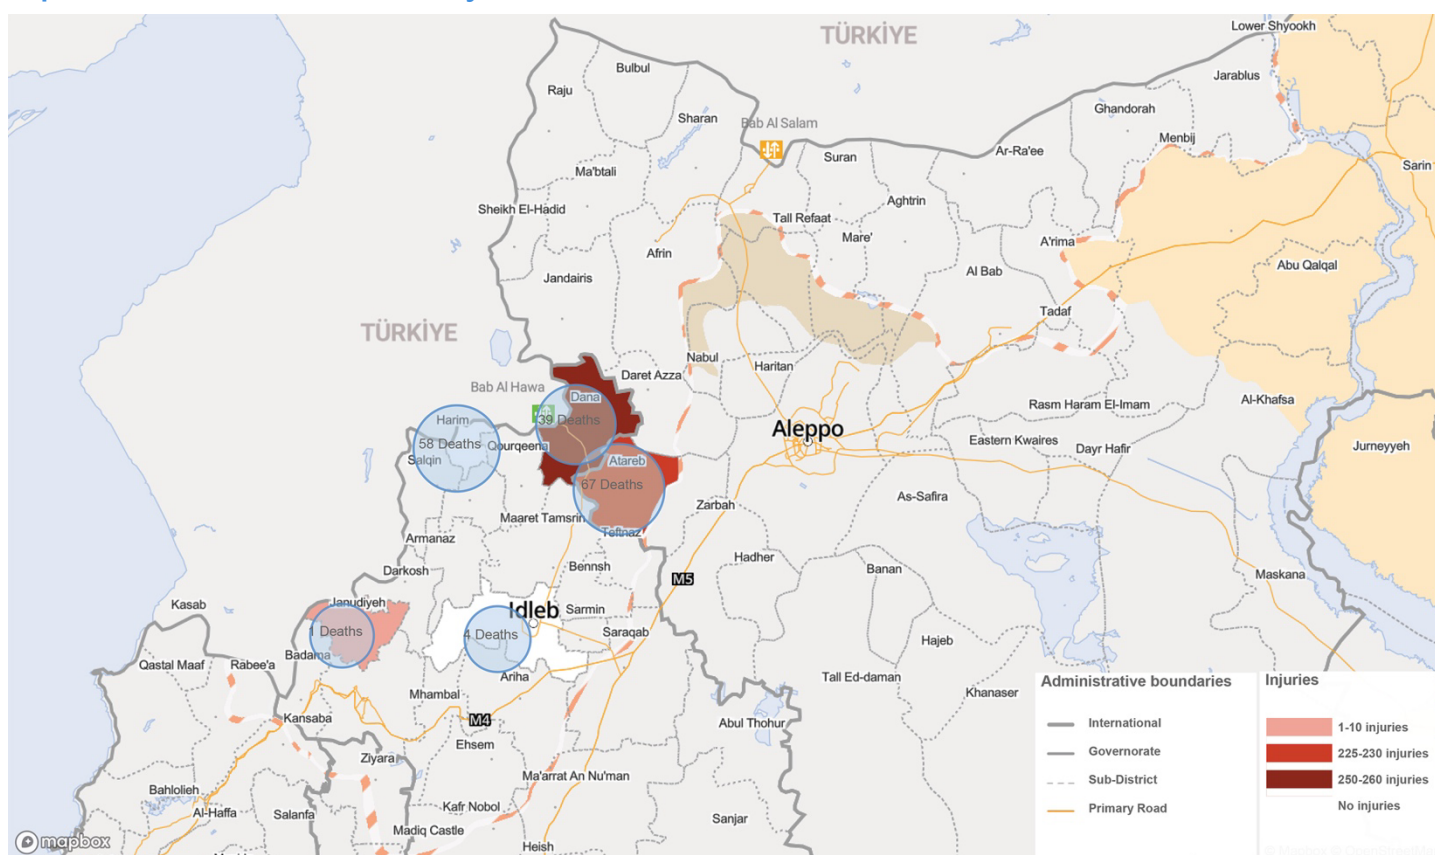 TÜRKİYE
Lower Shyookh
Bulbul
Jarablus
Raju
Ghandorah
Sharan
Bab Al Salam
Menbij
Suran
Ar-Ra'ee
Ma'btali
Sarin
Aghtrin
Sheikh El-Hadid
Tall Refaat
Mare'
A'rima
Afrin
Abu Qalqal
Al Bab
Jandairis
Tadaf
TÜRKİYE
Nabul
Haritan
Daret Azza
Bab Al Hawa
Dana
Al-Khafsa
Rasm Haram El-Imam
Harim
39 Deaths
Aleppo
58 Deaths
Qourqeena
Eastern Kwaires
Dayr Hafir
Jurneyyeh
Salqin
Atareb
67 Deaths
As-Safira
Zarbah
Maaret Tamsrin
Teftnaz
Armanaz
Hadher
Bennsh
Banan
Darkosh
M5
Maskana
Kasab
Janudiyeh
Idleb
Sarmin
1 Deaths
4 Deaths
Saraqab
Hajeb
Badama
Qastal Maaf
Rabee'a
Ariha
Tall Ed-daman
Khanaser
Mhambal
Kansaba
M4
Abul Thohur
Ehsem
Ziyara
Ma'arrat An Nu'man
Bahlolieh
Al-Haffa
Salanfa
Kafr Nobol
Sanjar
Madiq Castle
Heish
mapbox
Administrative boundaries
International
Governorate
Sub-District
Primary Road
Injuries
1-10 injuries
225-230 injuries
250-260 injuries
No injuries